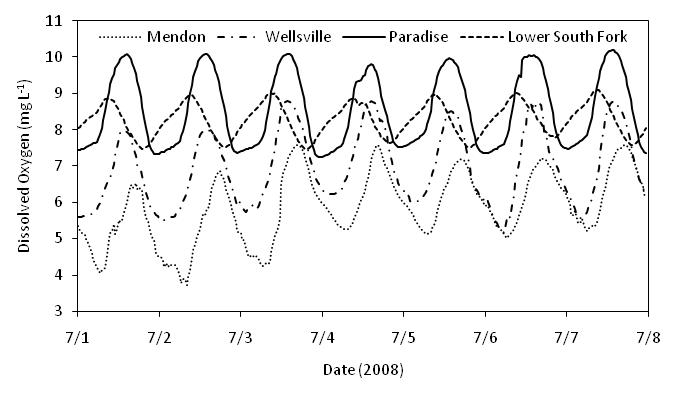 11
10
9
8
7
6
5
4
3
Dissolved Oxygen (mg L-1)
Mendon Wellsville Paradise Lower South Fork
7/1 7/2 7/3 7/4 7/5 7/6 7/7 7/8
Date (2008)